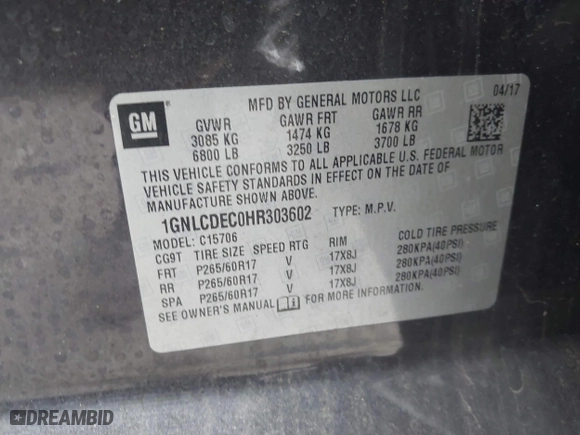 MFD BY GENERAL MOTORS LLC 04/17
GM
GVWR GAWR FRT GAWR RR
3085 KG 1474 KG 1678 KG
6800 LB 3250 LB 3700 LB
THIS VEHICLE CONFORMS TO ALL APPLICABLE U.S. FEDERAL MOTOR
VEHICLE SAFETY STANDARDS IN EFFECT ON THE DATE OF
MANUFACTURE SHOWN ABOVE.
1GNLCDEC0HR303602 TYPE: M.P.V.
MODEL: C15706
CG9T TIRE SIZE SPEED RTG RIM COLD TIRE PRESSURE
FRT P265/60R17 V 17X8J 280KPA(40PSI)
RR P265/60R17 V 17X8J 280KPA(40PSI)
SPA P265/60R17 V 17X8J 280KPA(40PSI)
SEE OWNER'S MANUAL FOR MORE INFORMATION.
DREAMBID